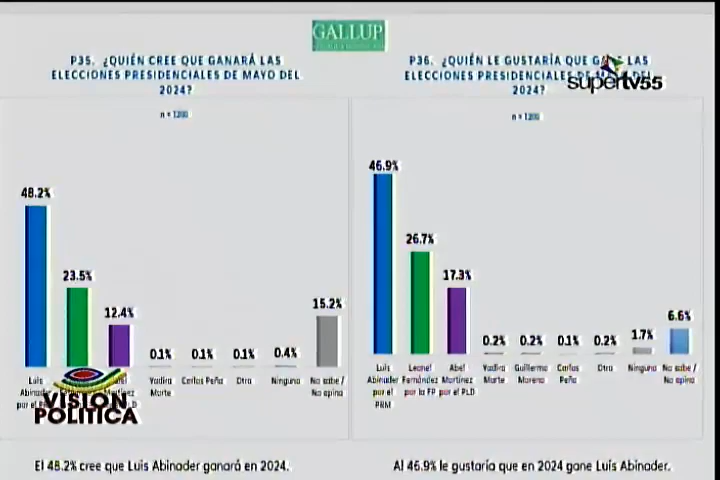 GALLUP
P35. ¿QUIÉN CREE QUE GANARÁ LAS
ELECCIONES PRESIDENCIALES DE MAYO DEL
2024?
n = 1200
48.2%
23.5%
12.4%
0.1%
0.1%
0.1%
0.4%
15.2%
Luis Abinader por el
Martínez
Yadira Marte
Carlos Peña
Otro
Ninguno
No sabe / No opina
El 48.2% cree que Luis Abinader ganará en 2024.
P36. ¿QUIÉN LE GUSTARÍA QUE LAS
ELECCIONES PRESIDENCIALES DE MAYO DEL
2024?
supertv55
n = 1200
46.9%
26.7%
17.3%
0.2%
0.2%
0.1%
0.2%
1.7%
6.6%
Luis Abinader por el PRM
Leonel Fernández por la FP
Abel Martínez por el PLD
Yadira Marte
Guillermo Moreno
Carlos Peña
Otro
Ninguno
No sabe / No opina
Al 46.9% le gustaría que en 2024 gane Luis Abinader.
VISION
POLITICA